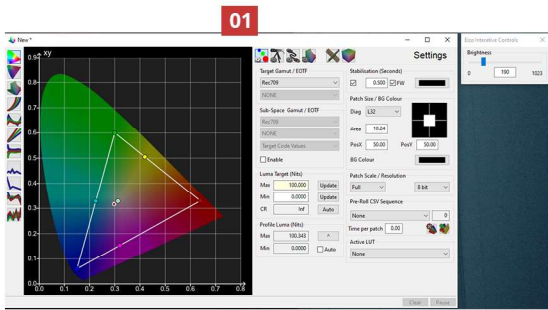 01
New *
Eco Interative Controls
xy
Settings
Brightness
0 190 1023
Target Gamut / EOTF
Rec709
NONE
Sub-Space Gamut / EOTF
Rec709
NONE
Target Code Values
Enable
Luma Target (Nits)
Max 100.000 Update
Min 0.0000 Update
CR Inf Auto
Profile Luma (Nits)
Max 100.343 ^
Min 0.0000 Auto
Stabilisation (Seconds)
0.500 FW
Patch Size / BG Colour
Diag L32
Area 10.04
PosX 50.00 PosY 50.00
BG Colour
Patch Scale / Resolution
Full 8 bit
Pre-Roll CSV Sequence
None 0
Time per patch 0.00
Active LUT
None
0.9
0.8
0.7
0.6
0.5
0.4
0.3
0.2
0.1
0.0
0.0 0.1 0.2 0.3 0.4 0.5 0.6 0.7 0.8
Clear Pause